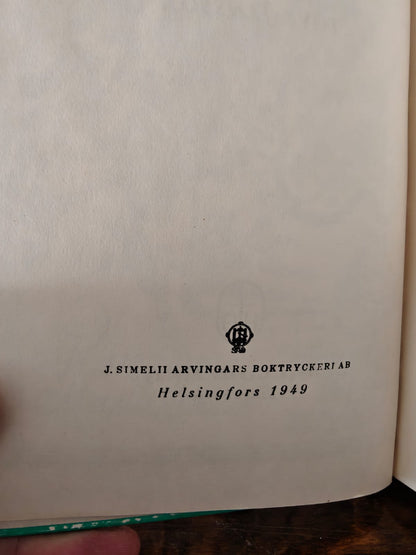 J. SIMELII ARVINGARS BOKTRYCKERI AB
Helsingfors 1949